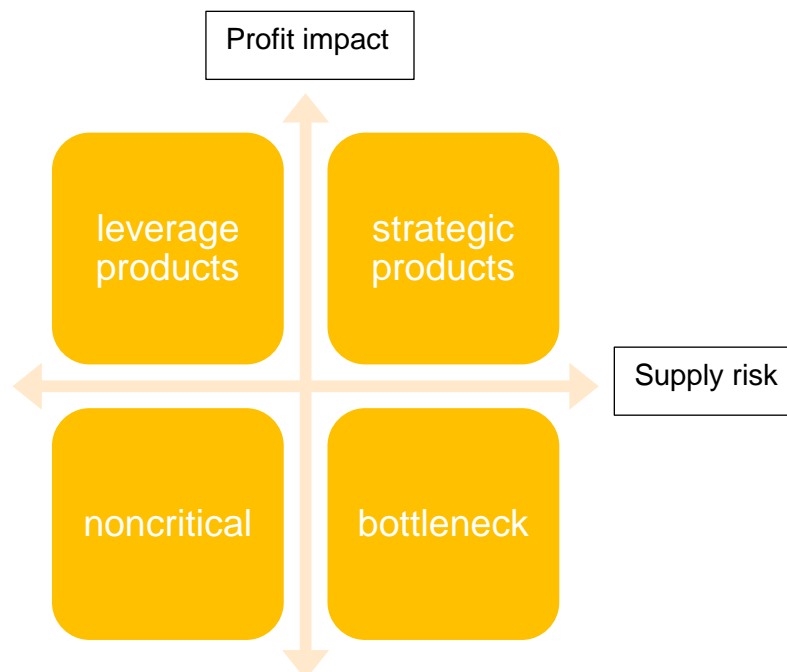 Profit impact
leverage
products
strategic
products
Supply risk
noncritical
bottleneck